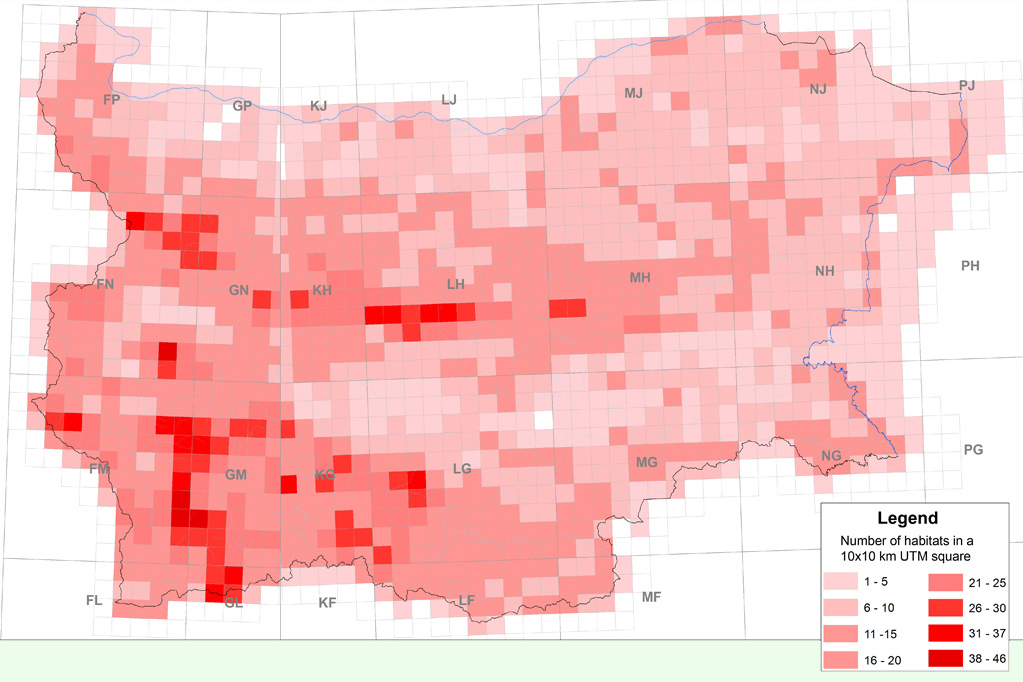 FP
GP
KJ
LJ
MJ
NJ
PJ
FN
GN
KH
LH
MH
NH
PH
FM
GM
KG
LG
MG
NG
PG
FL
GL
KF
LF
MF
Legend
Number of habitats in a
10x10 km UTM square
1 - 5
21 - 25
6 - 10
26 - 30
11 -15
31 - 37
16 - 20
38 - 46